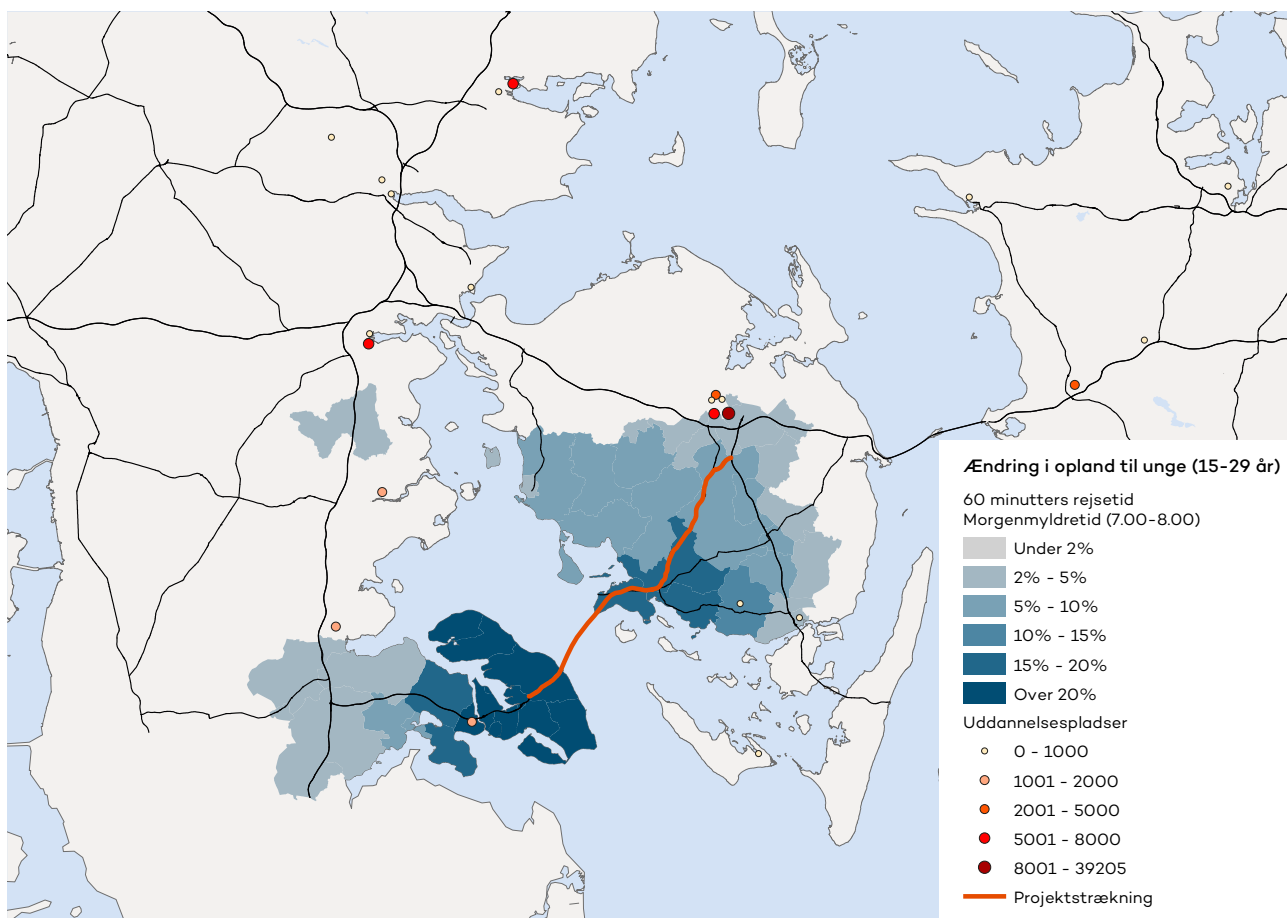 Ændring i opland til unge (15-29 år)
60 minutters rejsetid
Morgenmyldretid (7.00-8.00)
Under 2%
2% - 5%
5% - 10%
10% - 15%
15% - 20%
Over 20%
Uddannelsespladser
0 - 1000
1001 - 2000
2001 - 5000
5001 - 8000
8001 - 39205
Projektstrækning